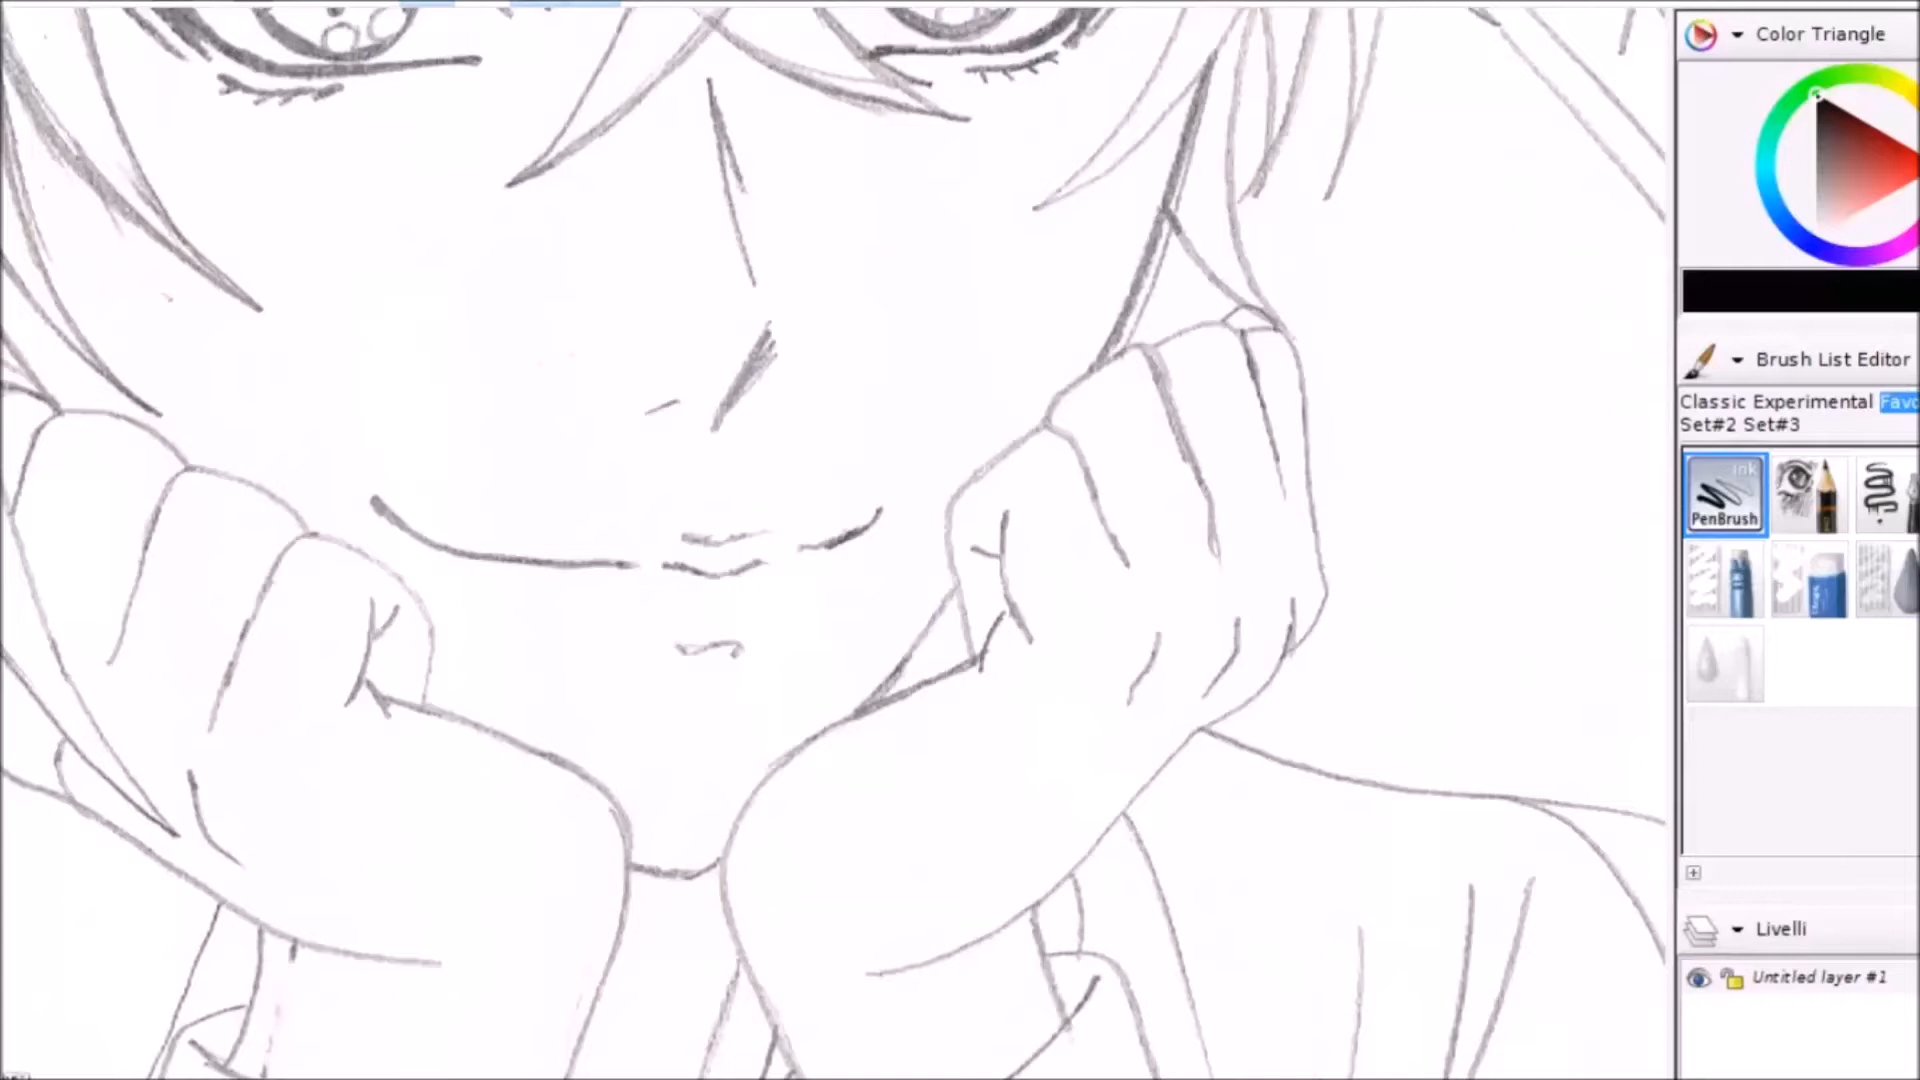 Color Triangle
Brush List Editor
Classic Experimental Favo
Set#2 Set#3
ink
PenBrush
Livelli
Untitled layer #1